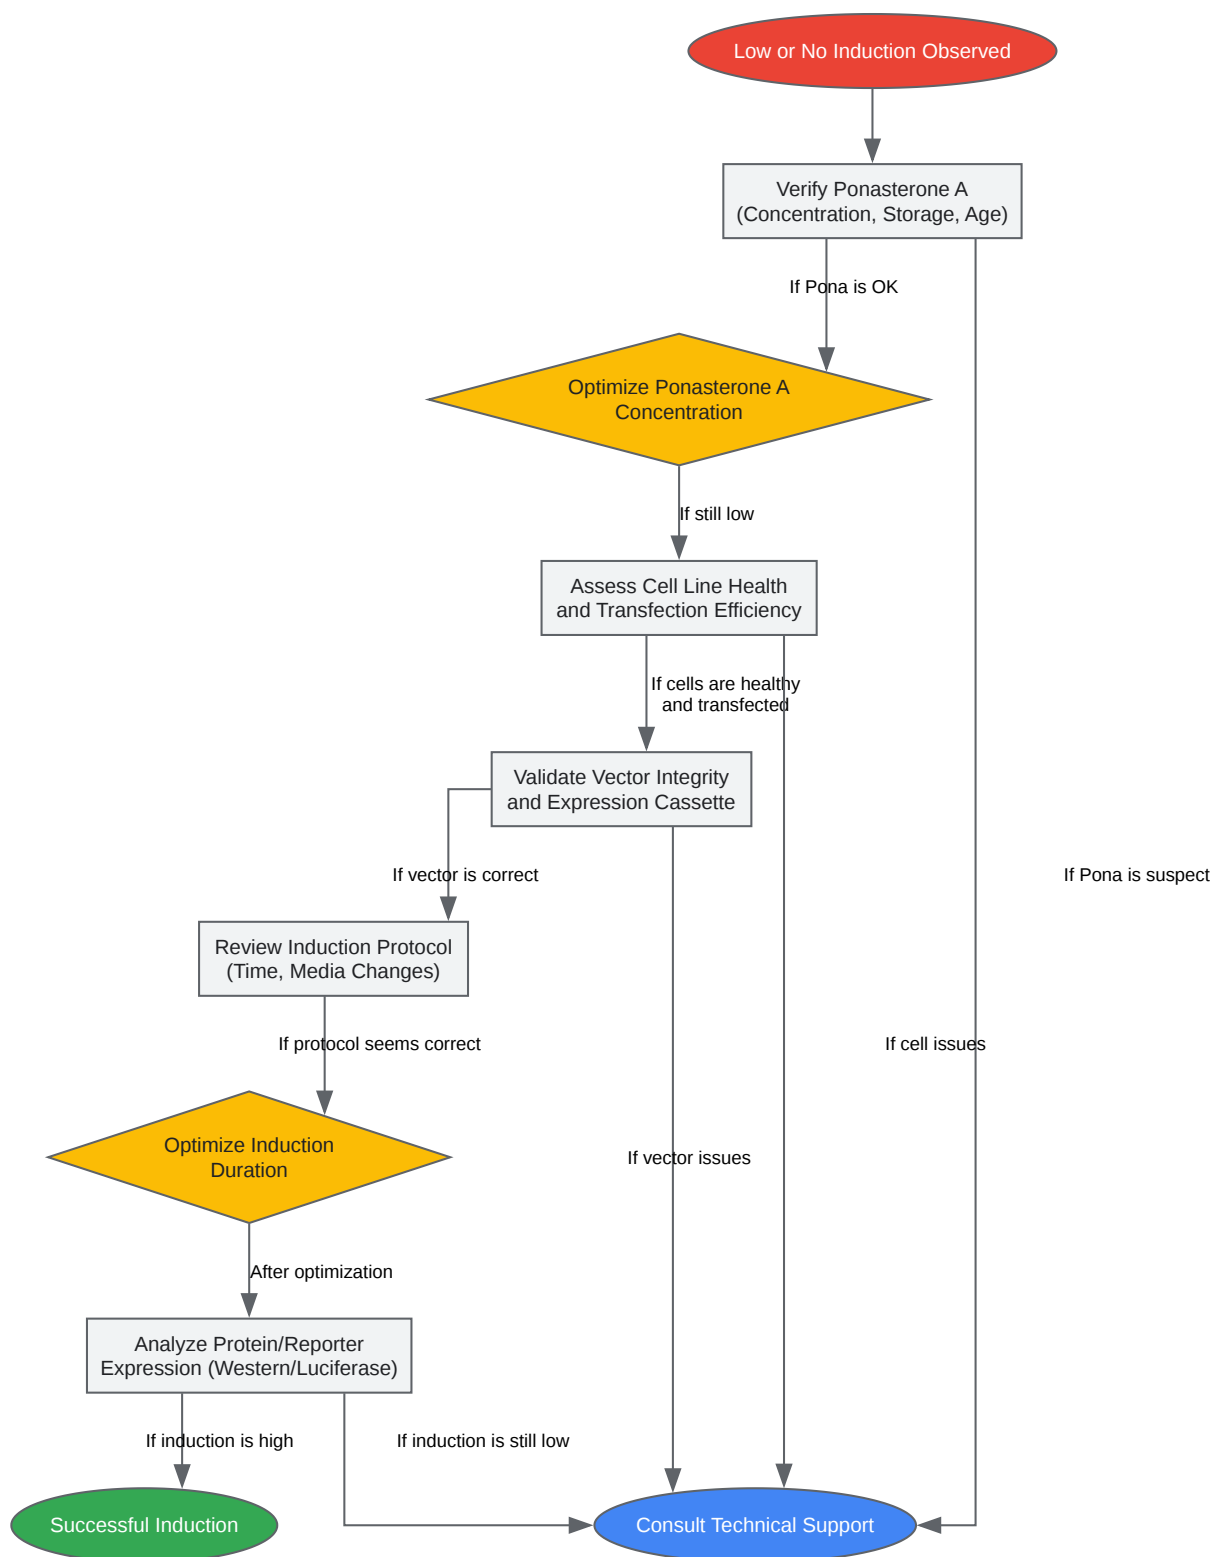 Low or No Induction Observed
Verify Ponasterone A
(Concentration, Storage, Age)
If Pona is OK
Optimize Ponasterone A
Concentration
If still low
Assess Cell Line Health
and Transfection Efficiency
If cells are healthy
and transfected
Validate Vector Integrity
and Expression Cassette
If vector is correct
If Pona is suspect
Review Induction Protocol
(Time, Media Changes)
If protocol seems correct
If cell issues
Optimize Induction
Duration
If vector issues
After optimization
Analyze Protein/Reporter
Expression (Western/Luciferase)
If induction is high
If induction is still low
Successful Induction
Consult Technical Support